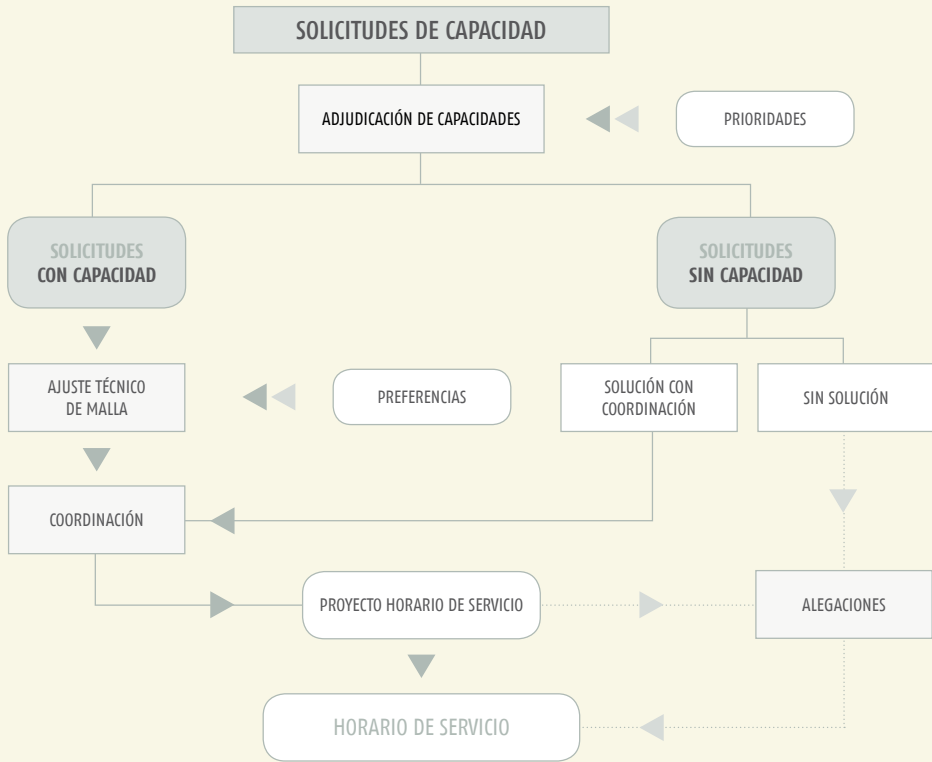 SOLICITUDES DE CAPACIDAD
ADJUDICACIÓN DE CAPACIDADES
PRIORIDADES
SOLICITUDES
CON CAPACIDAD
SOLICITUDES
SIN CAPACIDAD
AJUSTE TÉCNICO
DE MALLA
PREFERENCIAS
SOLUCIÓN CON
COORDINACIÓN
SIN SOLUCIÓN
COORDINACIÓN
PROYECTO HORARIO DE SERVICIO
ALEGACIONES
HORARIO DE SERVICIO